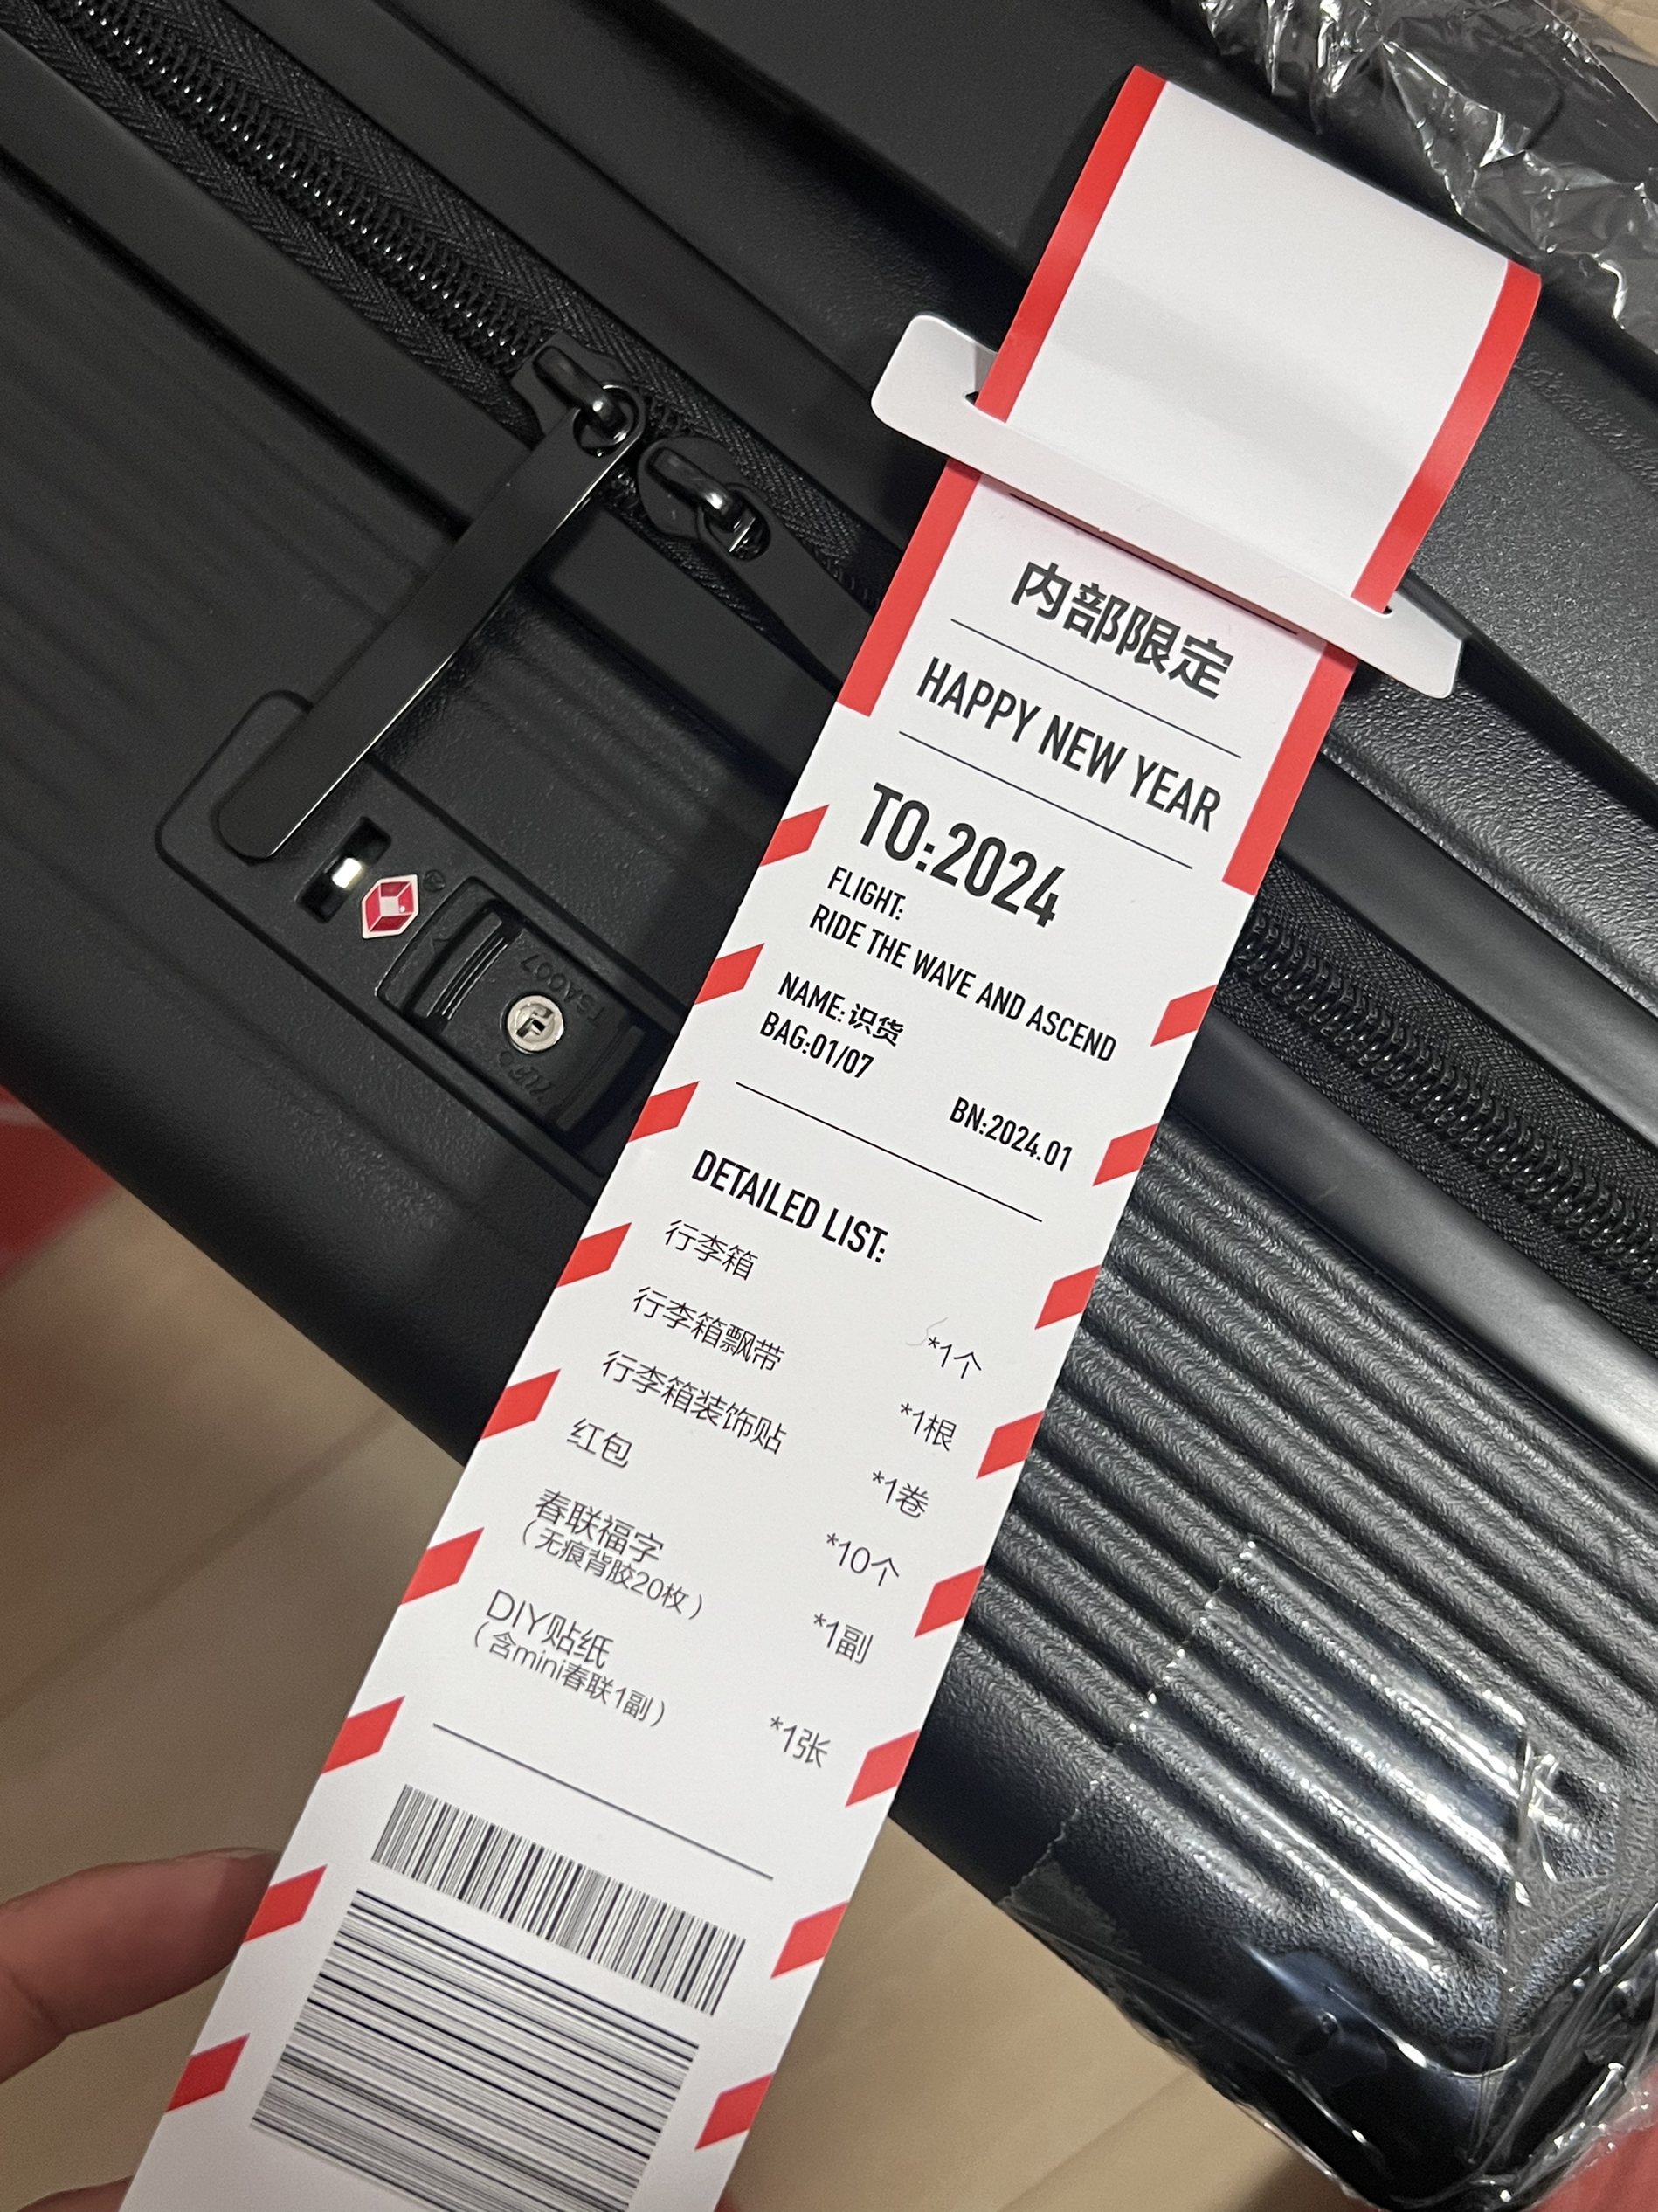 内部限定
HAPPY NEW YEAR
TO:2024
FLIGHT:
RIDE THE WAVE AND ASCEND
NAME:识货
BAG:01/07
BN:2024.01
DETAILED LIST:
行李箱 *1个
行李箱飘带 *1根
行李箱装饰贴 *1卷
红包 *10个
春联福字 *1副
（无痕背胶20枚）
DIY贴纸 *1张
（含mini春联1副）
TSA007